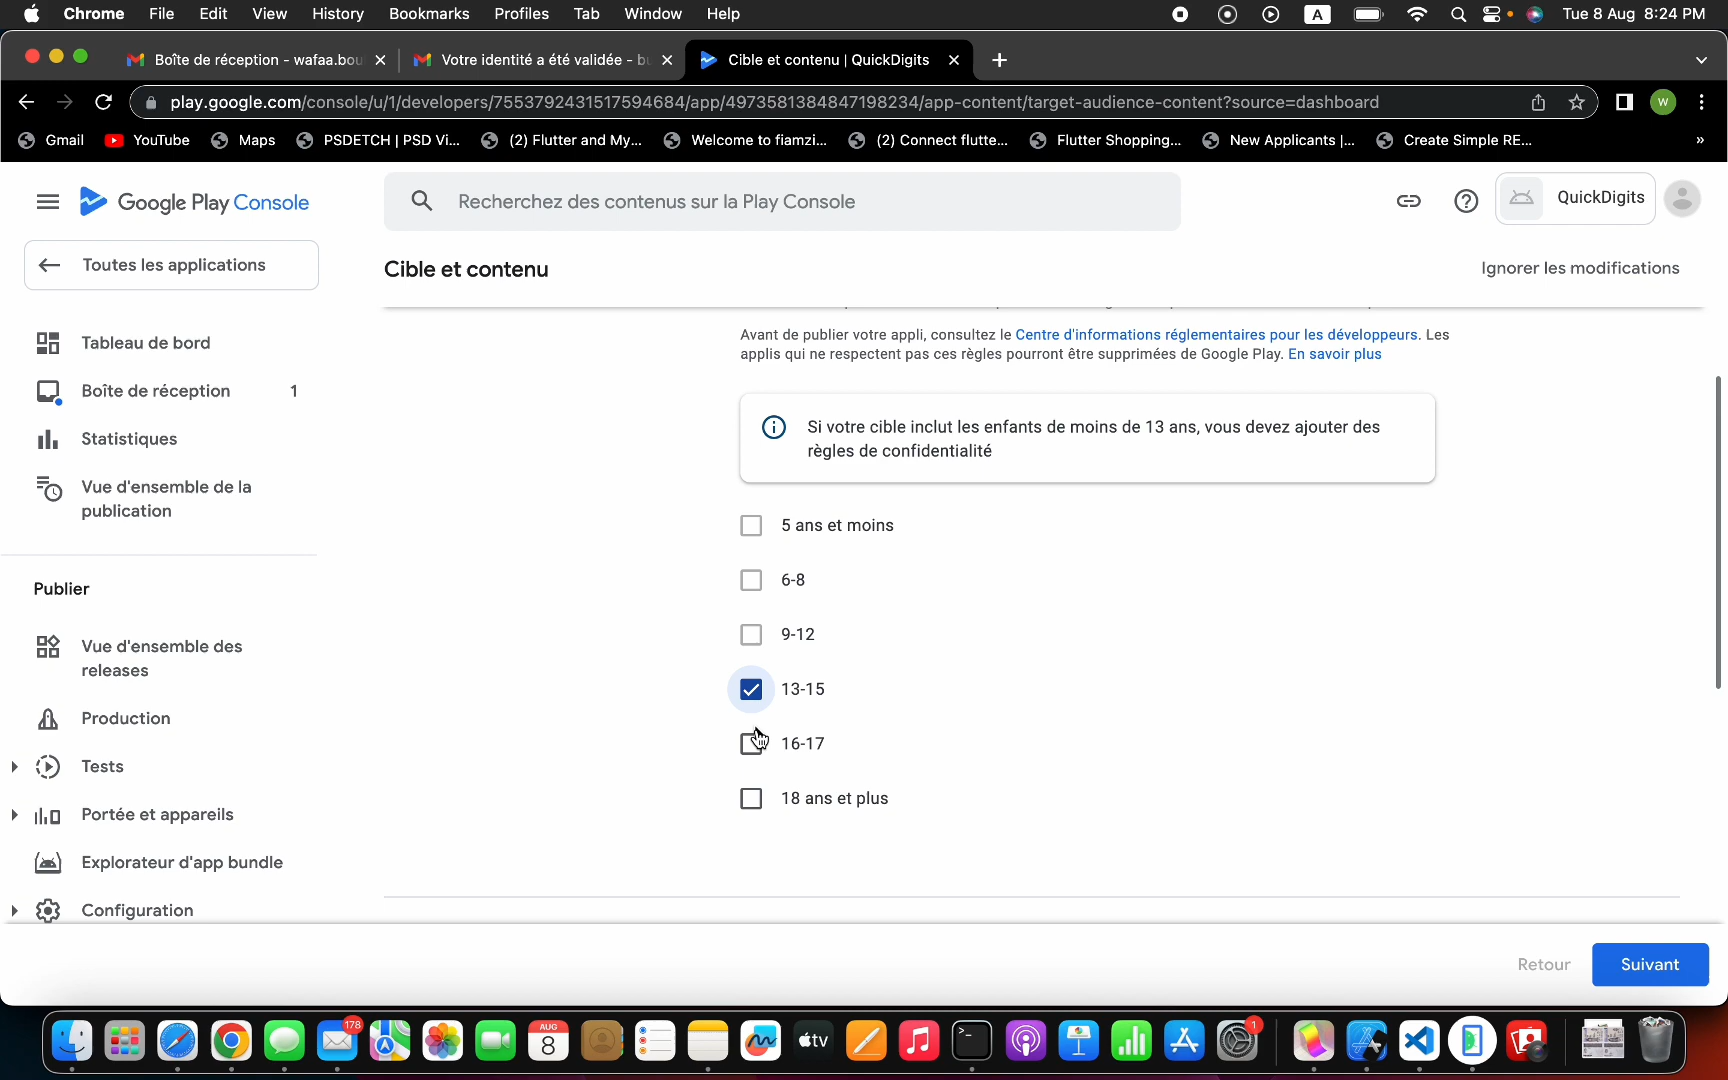 Chrome File Edit View History Bookmarks Profiles Tab Window Help A Tue 8 Aug 8:24 PM
Boîte de réception - wafaa.bou Votre identité a été validée - bu Cible et contenu | QuickDigits
play.google.com/console/u/1/developers/7553792431517594684/app/4973581384847198234/app-content/target-audience-content?source=dashboard W
Gmail YouTube Maps PSDETCH | PSD Vi... (2) Flutter and My... Welcome to fiamzi... (2) Connect flutte... Flutter Shopping... New Applicants |... Create Simple RE... »
Google Play Console Recherchez des contenus sur la Play Console QuickDigits
Toutes les applications
Cible et contenu Ignorer les modifications
Tableau de bord
Boîte de réception 1
Statistiques
Vue d'ensemble de la
publication
Publier
Vue d'ensemble des
releases
Production
Tests
Portée et appareils
Explorateur d'app bundle
Configuration
Avant de publier votre appli, consultez le Centre d'informations réglementaires pour les développeurs. Les
applis qui ne respectent pas ces règles pourront être supprimées de Google Play. En savoir plus
Si votre cible inclut les enfants de moins de 13 ans, vous devez ajouter des
règles de confidentialité
5 ans et moins
6-8
9-12
13-15
16-17
18 ans et plus
Retour Suivant
178 AUG 8 tv 1